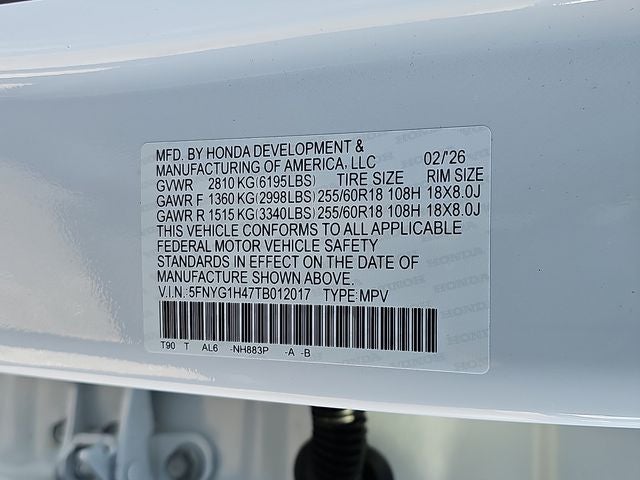 MFD. BY HONDA DEVELOPMENT &
MANUFACTURING OF AMERICA, LLC 02/'26
GVWR 2810 KG (6195LBS) TIRE SIZE RIM SIZE
GAWR F 1360 KG (2998LBS) 255/60R18 108H 18X8.0J
GAWR R 1515 KG (3340LBS) 255/60R18 108H 18X8.0J
THIS VEHICLE CONFORMS TO ALL APPLICABLE
FEDERAL MOTOR VEHICLE SAFETY
STANDARDS IN EFFECT ON THE DATE OF
MANUFACTURE SHOWN ABOVE.
V.I.N.:5FNYG1H47TB012017 TYPE:MPV
T90 T AL6 -NH883P -A -B